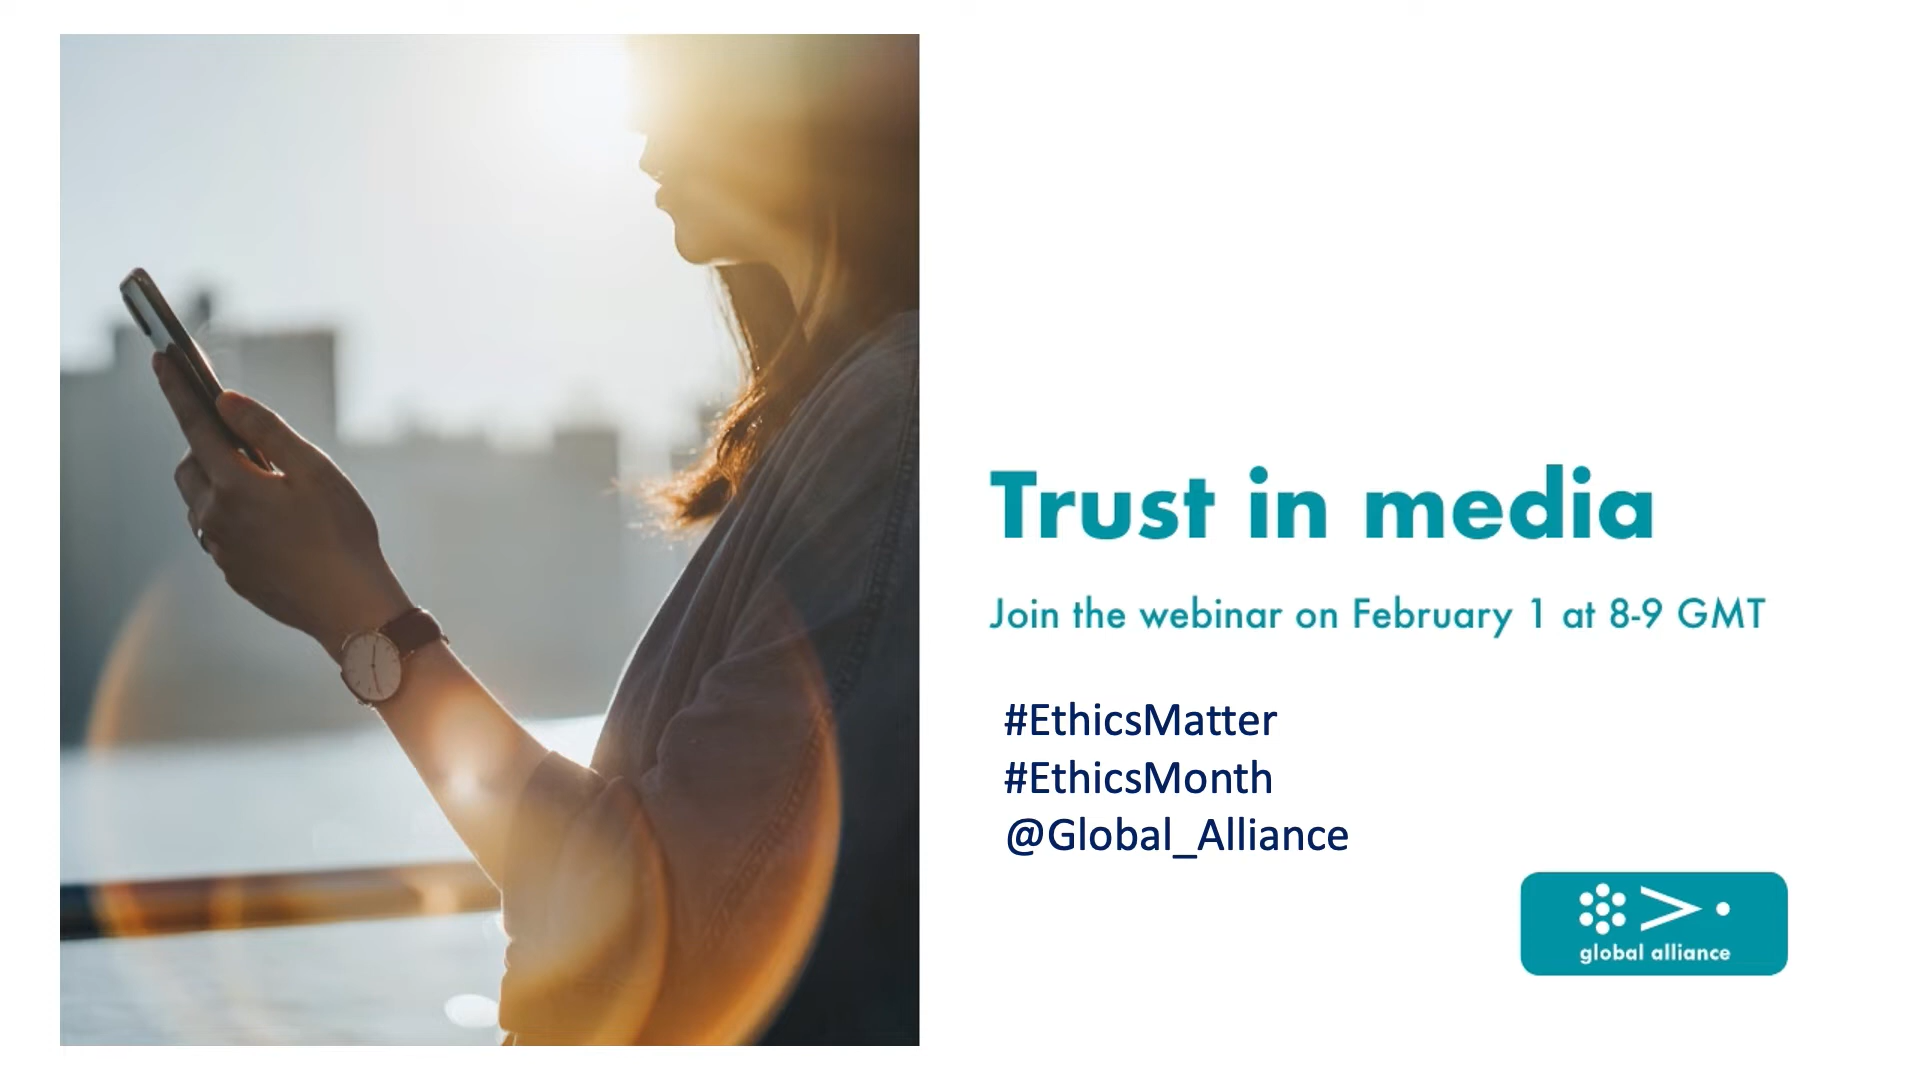 Trust in media
Join the webinar on February 1 at 8-9 GMT
#EthicsMatter
#EthicsMonth
@Global_Alliance
global alliance